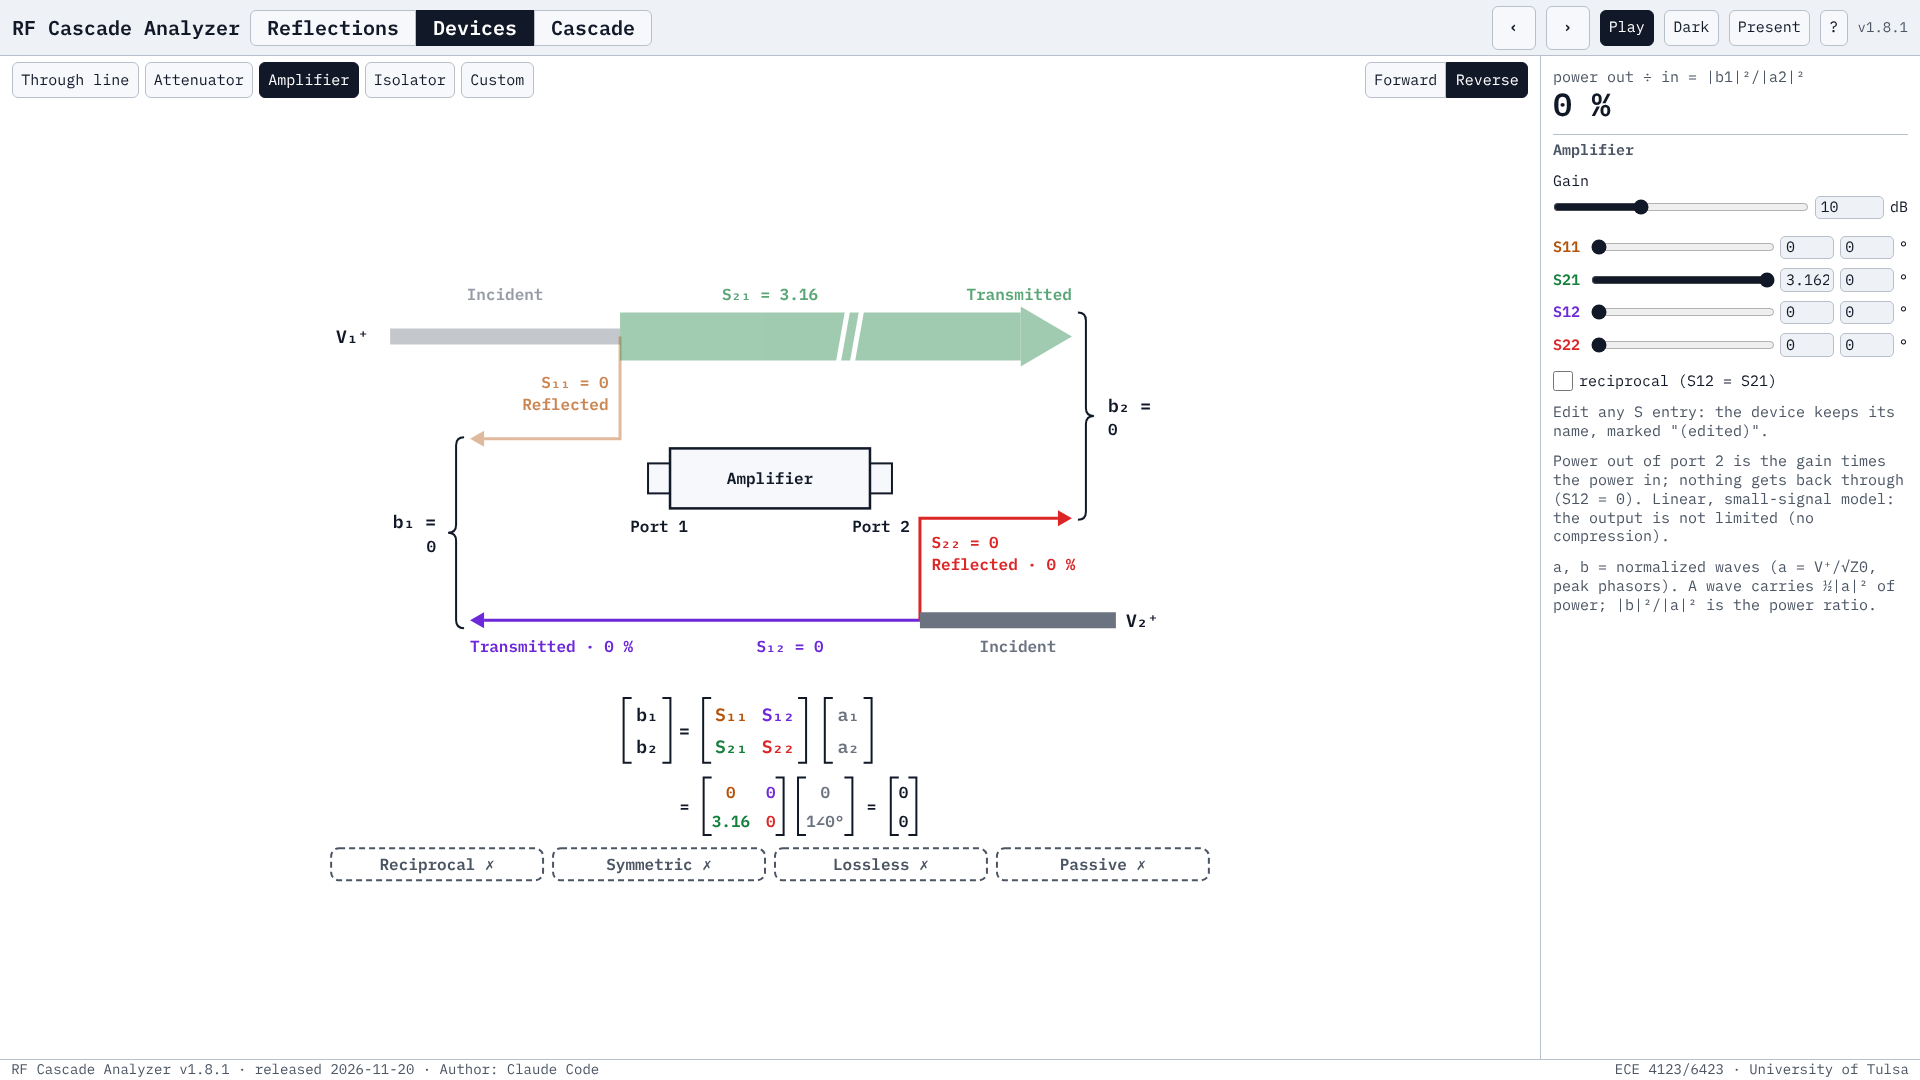 RF Cascade Analyzer Reflections Devices Cascade ‹ › Play Dark Present ? v1.8.1
Through line Attenuator Amplifier Isolator Custom Forward Reverse
power out ÷ in = |b1|²/|a2|²
0 %
Amplifier
Gain
10 dB
S11 0 0 °
S21 3.162 0 °
S12 0 0 °
S22 0 0 °
reciprocal (S12 = S21)
Edit any S entry: the device keeps its
name, marked "(edited)".
Power out of port 2 is the gain times
the power in; nothing gets back through
(S12 = 0). Linear, small-signal model:
the output is not limited (no
compression).
a, b = normalized waves (a = V⁺/√Z0,
peak phasors). A wave carries ½|a|² of
power; |b|²/|a|² is the power ratio.
Incident S₂₁ = 3.16 Transmitted
V₁⁺
S₁₁ = 0
Reflected
b₂ =
0
Amplifier
Port 1 Port 2
b₁ =
0
S₂₂ = 0
Reflected · 0 %
V₂⁺
Transmitted · 0 % S₁₂ = 0 Incident
b₁ = S₁₁ S₁₂ a₁
b₂ S₂₁ S₂₂ a₂
= 0 0 0 = 0
3.16 0 1∠0° 0
Reciprocal ✗ Symmetric ✗ Lossless ✗ Passive ✗
RF Cascade Analyzer v1.8.1 · released 2026-11-20 · Author: Claude Code ECE 4123/6423 · University of Tulsa